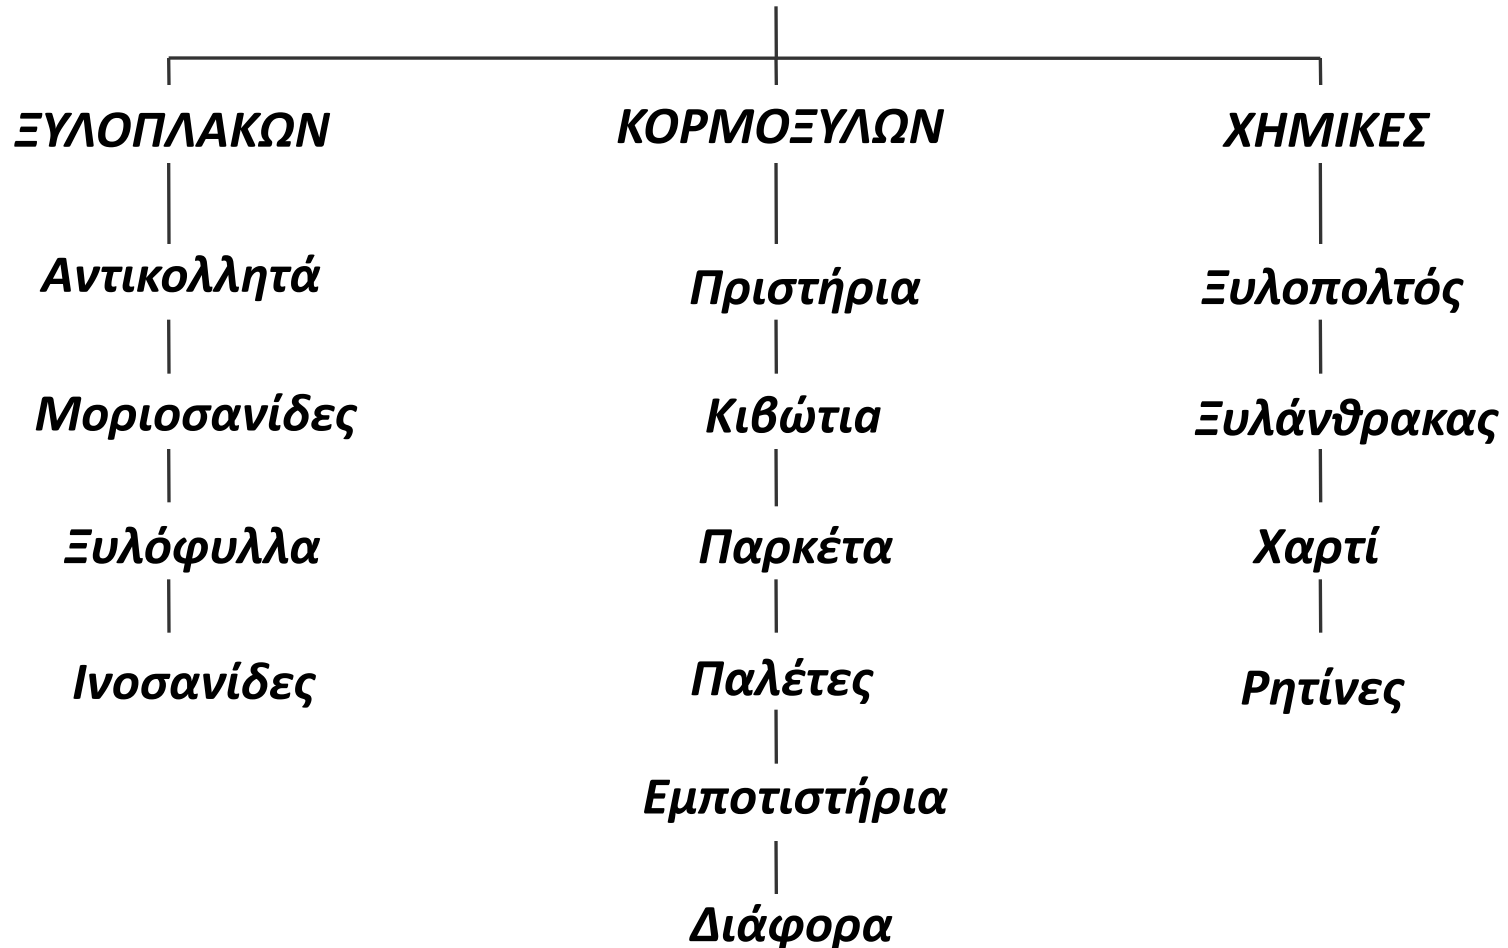 ΞΥΛΟΠΛΑΚΩΝ
Αντικολλητά
Μοριοσανίδες
Ξυλόφυλλα
Ινοσανίδες
ΚΟΡΜΟΞΥΛΩΝ
Πριστήρια
Κιβώτια
Παρκέτα
Παλέτες
Εμποτιστήρια
Διάφορα
ΧΗΜΙΚΕΣ
Ξυλοπολτός
Ξυλάνθρακας
Χαρτί
Ρητίνες